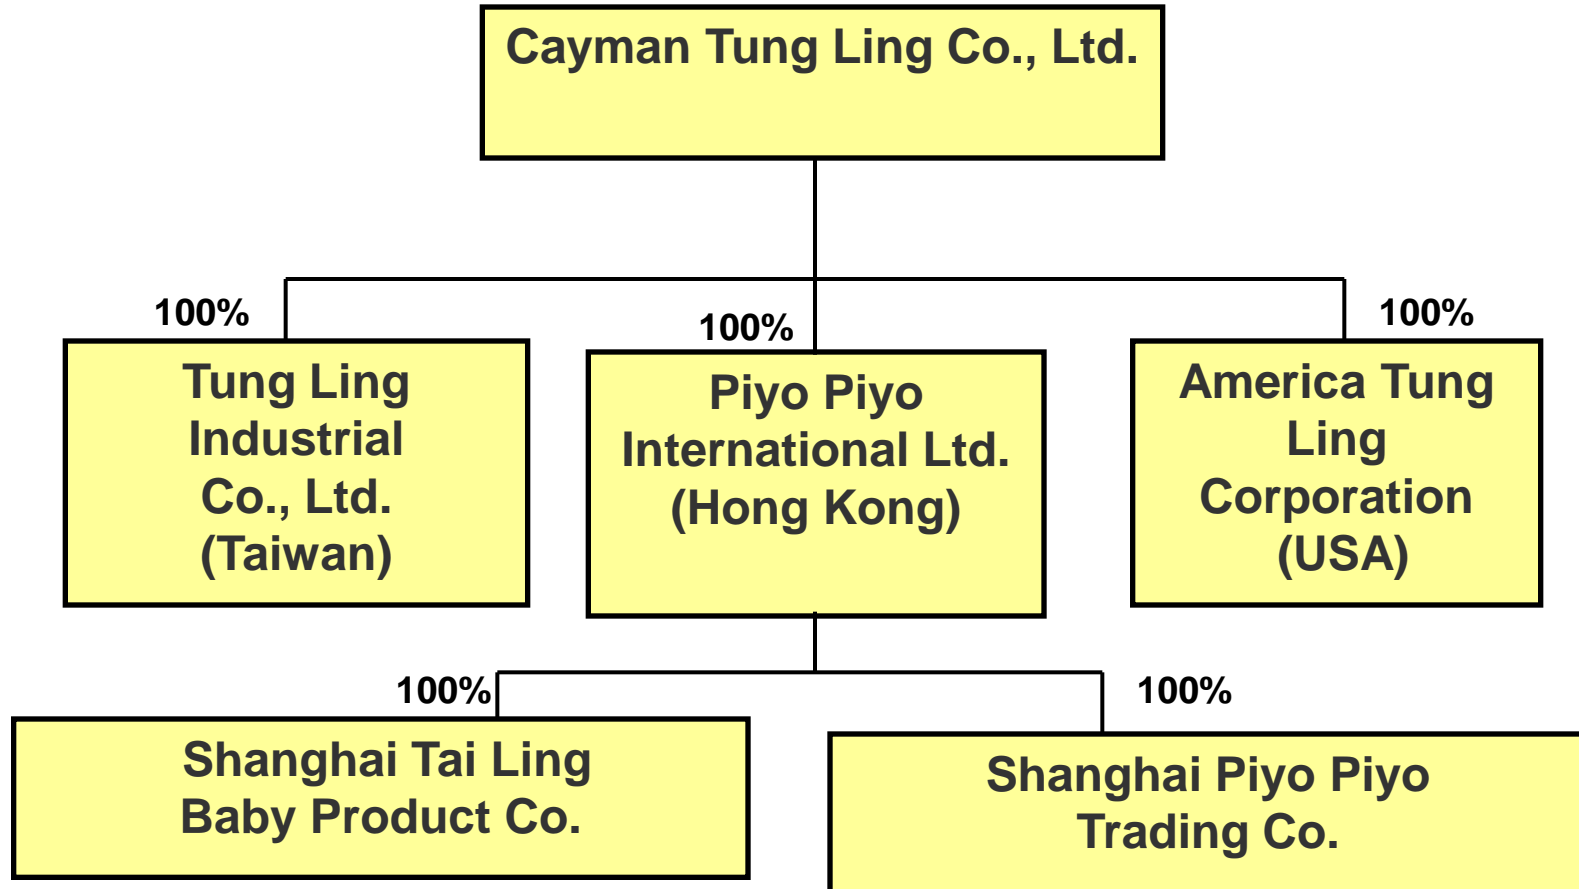 Cayman Tung Ling Co., Ltd.
100%
100%
100%
Tung Ling
Industrial
Co., Ltd.
(Taiwan)
Piyo Piyo
International Ltd.
(Hong Kong)
America Tung
Ling
Corporation
(USA)
100%
100%
Shanghai Tai Ling
Baby Product Co.
Shanghai Piyo Piyo
Trading Co.